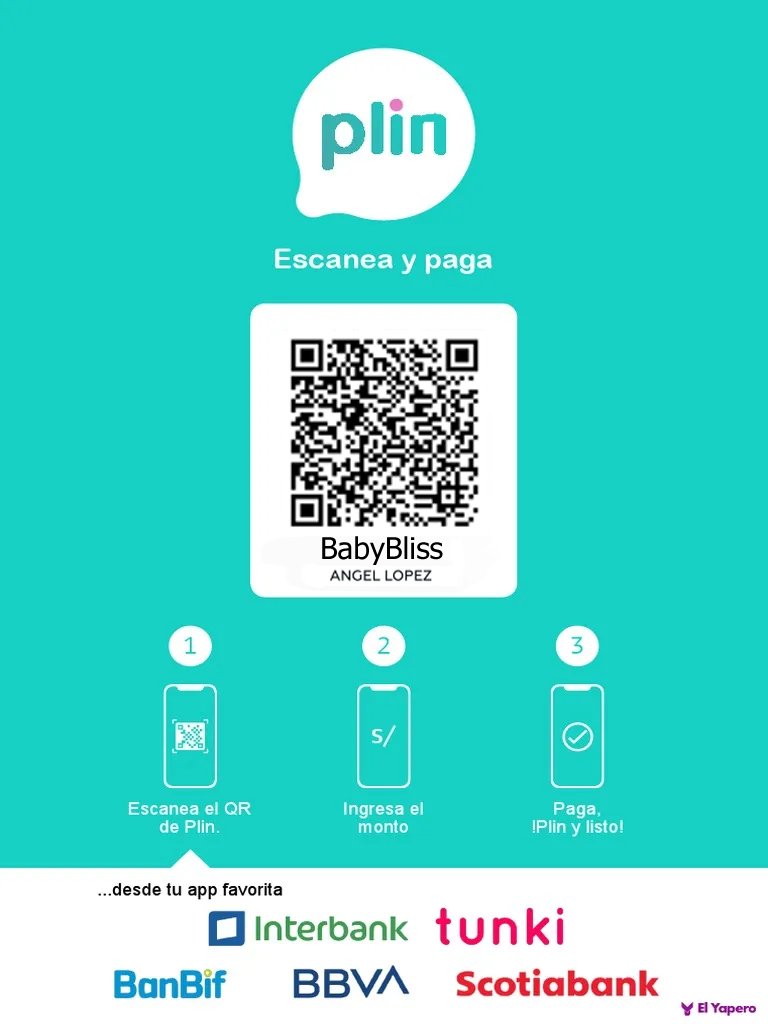 plin
Escanea y paga
BabyBliss
ANGEL LOPEZ
1
2
3
s/
Escanea el QR
de Plin.
Ingresa el
monto
Paga,
!Plin y listo!
...desde tu app favorita
Interbank
tunki
BanBif
BBVA
Scotiabank
El Yapero